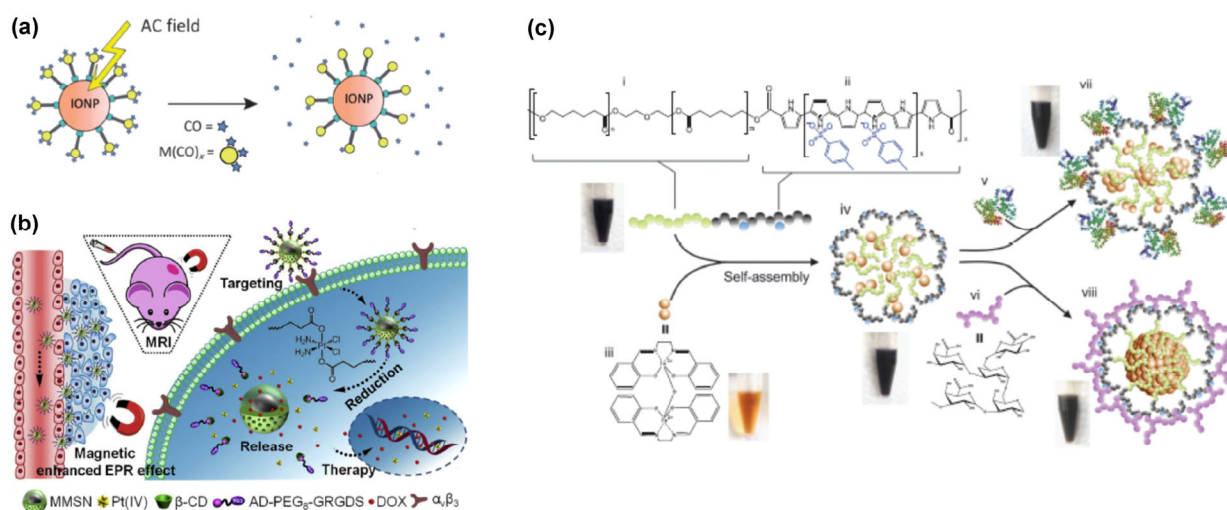 (a)
AC field
IONP
IONP
CO =
M(CO)x =
(b)
MRI
Targeting
Reduction
Release
Therapy
Magnetic
enhanced EPR effect
MMSN Pt(IV) β-CD AD-PEG8-GRGDS DOX αvβ3
(c)
i
ii
vii
v
iv
Self-assembly
vi
viii
iii